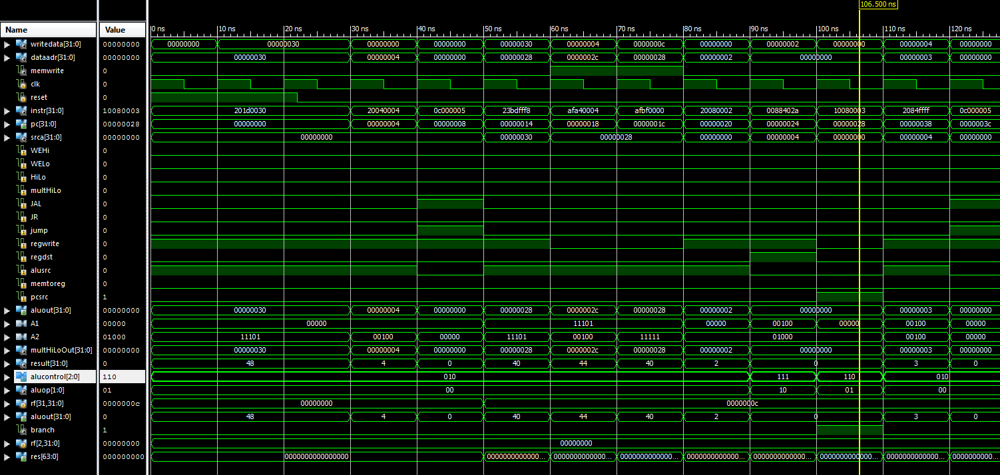 106.500 ns
Name Value 0 ns 10 ns 20 ns 30 ns 40 ns 50 ns 60 ns 70 ns 80 ns 90 ns 100 ns 110 ns 120 ns
writedata[31:0] 00000000 00000000 00000030 00000000 00000000 00000030 00000004 0000000c 00000000 00000002 00000000 00000004 00000000
dataadr[31:0] 00000000 00000030 00000004 00000000 00000028 0000002c 00000028 00000002 00000000 00000003 00000000
memwrite 0
clk 0
reset 0
instr[31:0] 10080003 201d0030 20040004 0c000005 23bdfff8 afa40004 afbf0000 20080002 0088402a 10080003 2084ffff 0c000005
pc[31:0] 00000028 00000000 00000004 00000008 00000014 00000018 0000001c 00000020 00000024 00000028 00000038 0000003c
srca[31:0] 00000000 00000000 00000030 00000028 00000000 00000004 00000000 00000004 00000000
WEHi 0
WELo 0
HiLo 0
multHiLo 0
JAL 0
JR 0
jump 0
regwrite 0
regdst 0
alusrc 0
memtoreg 0
pcsrc 1
aluout[31:0] 00000000 00000030 00000004 00000000 00000028 0000002c 00000028 00000002 00000000 00000003 00000000
A1 00000 00000 11101 00000 00100 00000 00100 00000
A2 01000 11101 00100 00000 11101 00100 11111 01000 00100 00000
multHiLoOut[31:0] 00000000 00000030 00000004 00000000 00000028 0000002c 00000028 00000002 00000000 00000003 00000000
result[31:0] 0 48 4 0 40 44 40 2 0 3 0
alucontrol[2:0] 110 010 111 110 010
aluop[1:0] 01 00 10 01 00
rf[31,31:0] 0000000c 00000000 0000000c
aluout[31:0] 0 48 4 0 40 44 40 2 0 3 0
branch 1
rf[2,31:0] 00000000 00000000
res[63:0] 000000000 0000000000000000 0000000000000... 0000000000000... 0000000000000... 0000000000000... 0000000000000... 0000000000000... 0000000000000... 0000000000...